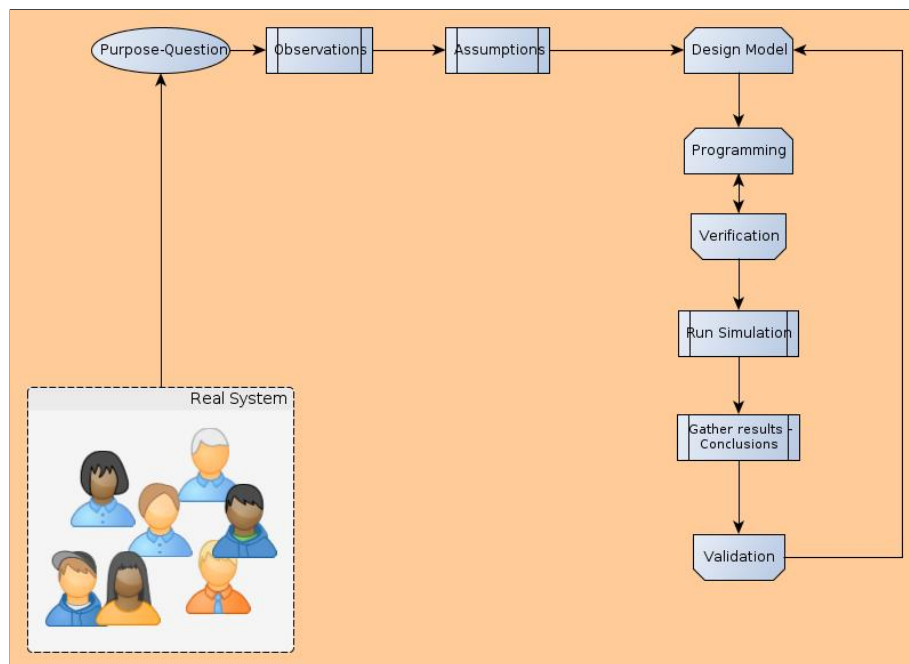 Purpose-Question
Observations
Assumptions
Design Model
Programming
Verification
Run Simulation
Real System
Gather results -
Conclusions
Validation